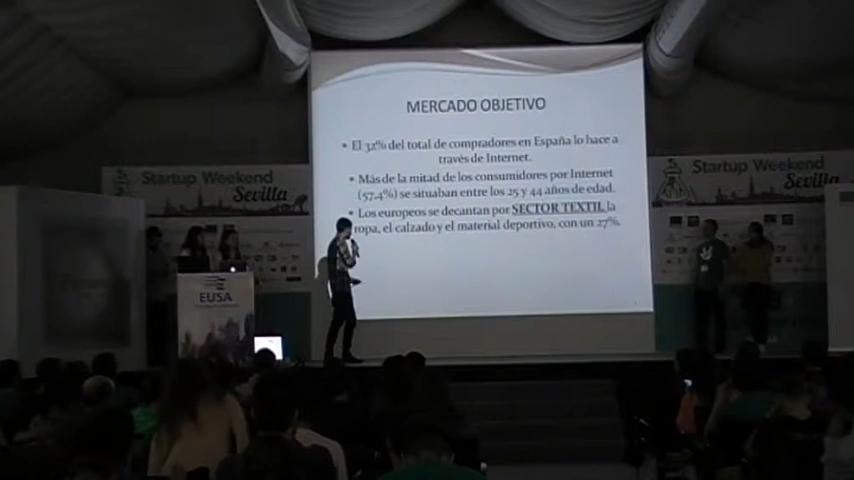 MERCADO OBJETIVO
• El 32% del total de compradores en España lo hace a
través de Internet.
• Más de la mitad de los consumidores por Internet
(57,4%) se situaban entre los 25 y 44 años de edad.
• Los europeos se decantan por SECTOR TEXTIL la
ropa, el calzado y el material deportivo, con un 27%.
Startup Weekend
Sevilla
Startup Weekend
Sevilla
EUSA